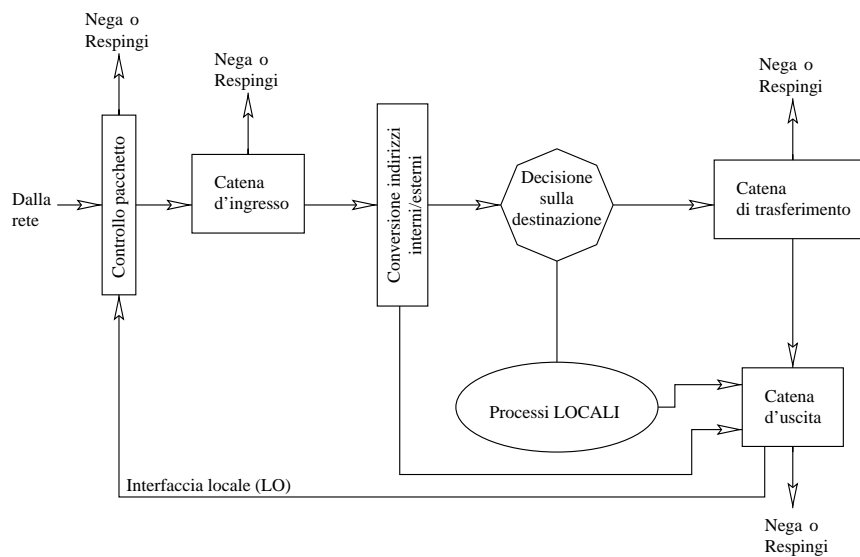 Nega o
Respingi
Nega o
Respingi
Nega o
Respingi
Dalla
rete
Controllo pacchetto
Catena
d'ingresso
Conversione indirizzi
interni/esterni
Decisione
sulla
destinazione
Catena
di trasferimento
Processi LOCALI
Catena
d'uscita
Interfaccia locale (LO)
Nega o
Respingi